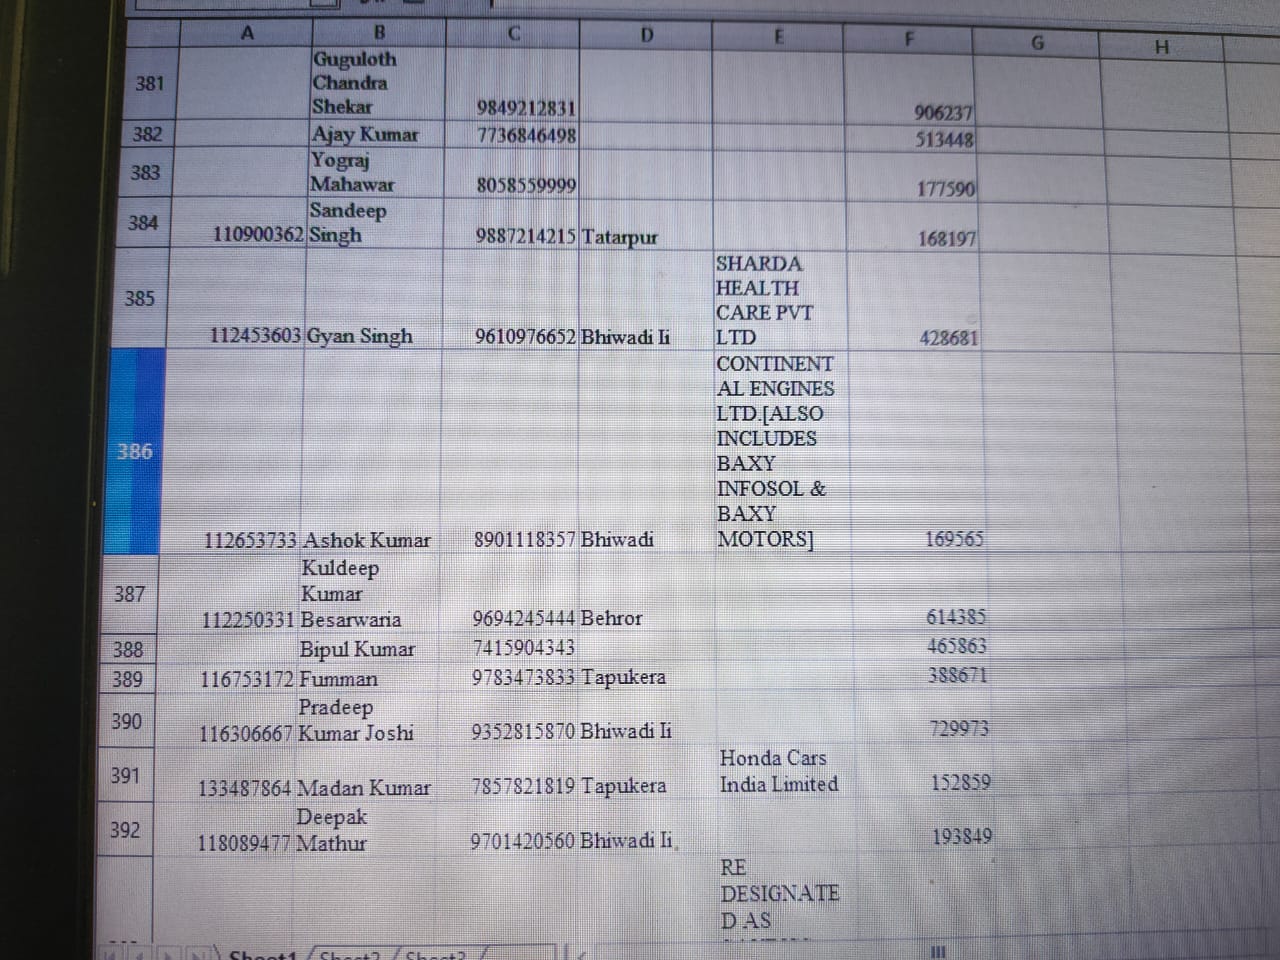 A B C D E F G H
381 Guguloth
Chandra
Shekar 9849212831 906237
382 Ajay Kumar 7736846498 513448
383 Yograj
Mahawar 8058559999 177590
384 Sandeep
110900362 Singh 9887214215 Tatarpur 168197
385 SHARDA
HEALTH
CARE PVT
112453603 Gyan Singh 9610976652 Bhiwadi Ii LTD 428681
386 CONTINENT
AL ENGINES
LTD.[ALSO
INCLUDES
BAXY
INFOSOL &
BAXY
112653733 Ashok Kumar 8901118357 Bhiwadi MOTORS] 169565
387 Kuldeep
Kumar
112250331 Besarwaria 9694245444 Behror 614385
388 Bipul Kumar 7415904343 465863
389 116753172 Fumman 9783473833 Tapukera 388671
390 Pradeep
116306667 Kumar Joshi 9352815870 Bhiwadi Ii 729973
391 Honda Cars
133487864 Madan Kumar 7857821819 Tapukera India Limited 152859
392 Deepak
118089477 Mathur 9701420560 Bhiwadi Ii 193849
RE
DESIGNATE
D AS
Sheet1 Sheet2 Sheet3